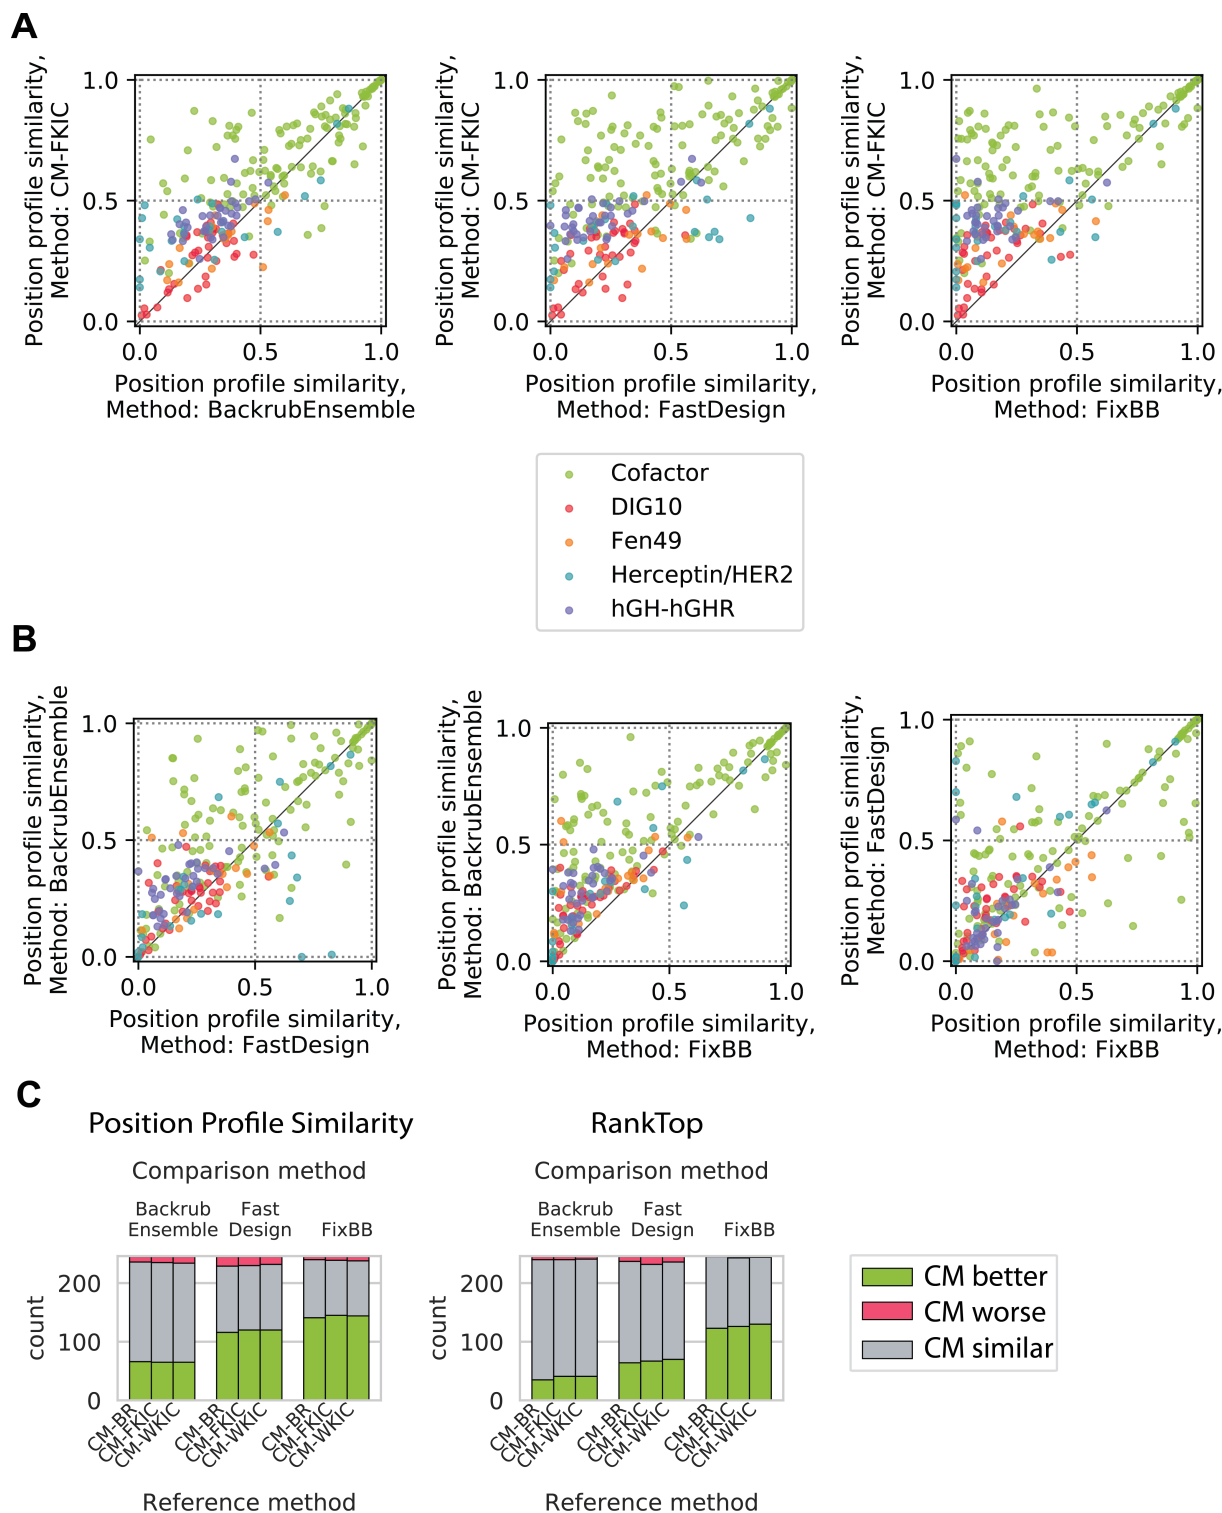 A
Position profile similarity,
Method: CM-FKIC
1.0
0.5
0.0
0.0
0.5
1.0
Position profile similarity,
Method: BackrubEnsemble
Position profile similarity,
Method: CM-FKIC
1.0
0.5
0.0
0.0
0.5
1.0
Position profile similarity,
Method: FastDesign
Position profile similarity,
Method: CM-FKIC
1.0
0.5
0.0
0.0
0.5
1.0
Position profile similarity,
Method: FixBB
Cofactor
DIG10
Fen49
Herceptin/HER2
hGH-hGHR
B
Position profile similarity,
Method: BackrubEnsemble
1.0
0.5
0.0
0.0
0.5
1.0
Position profile similarity,
Method: FastDesign
Position profile similarity,
Method: BackrubEnsemble
1.0
0.5
0.0
0.0
0.5
1.0
Position profile similarity,
Method: FixBB
Position profile similarity,
Method: FastDesign
1.0
0.5
0.0
0.0
0.5
1.0
Position profile similarity,
Method: FixBB
C
Position Profile Similarity
Comparison method
Backrub
Ensemble
Fast
Design
FixBB
count
200
100
0
CM-BR
CM-FKIC
CM-WKIC
CM-BR
CM-FKIC
CM-WKIC
CM-BR
CM-FKIC
CM-WKIC
Reference method
RankTop
Comparison method
Backrub
Ensemble
Fast
Design
FixBB
count
200
100
0
CM-BR
CM-FKIC
CM-WKIC
CM-BR
CM-FKIC
CM-WKIC
CM-BR
CM-FKIC
CM-WKIC
Reference method
CM better
CM worse
CM similar